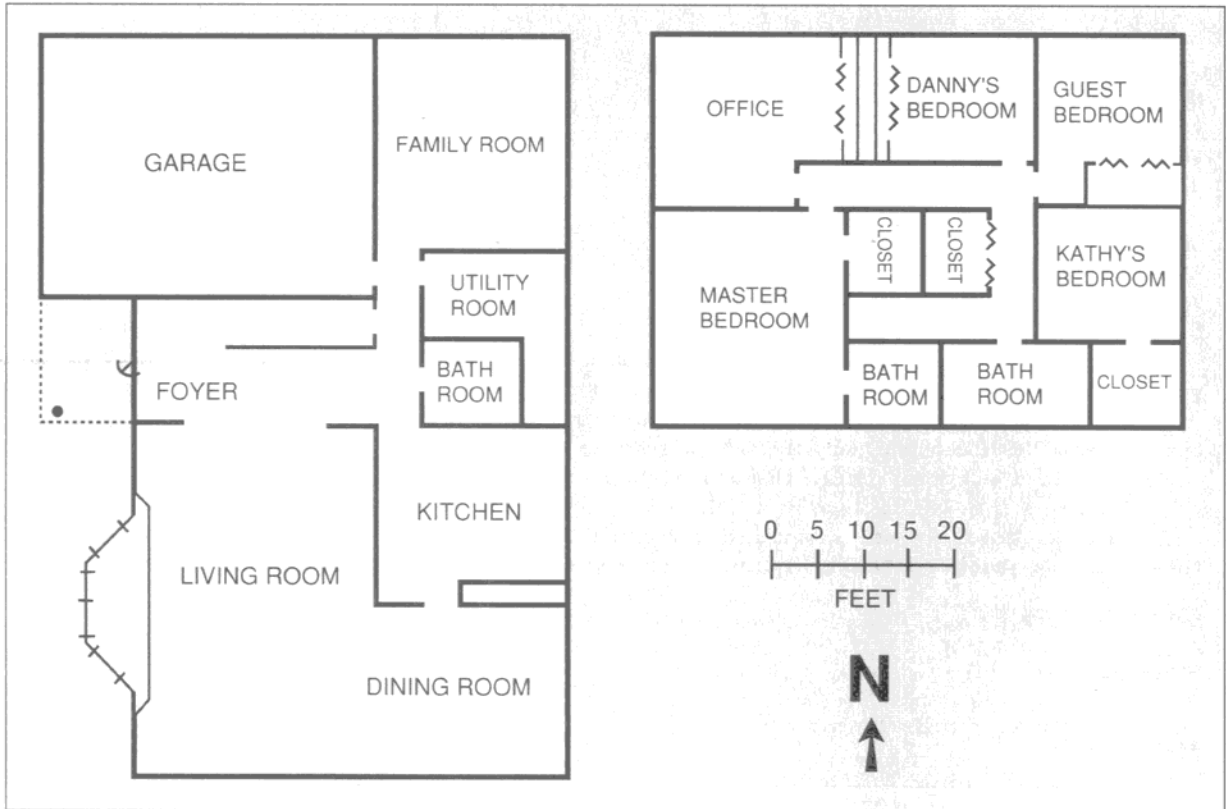 GARAGE
FAMILY ROOM
UTILITY
ROOM
BATH
ROOM
FOYER
KITCHEN
LIVING ROOM
DINING ROOM
OFFICE
DANNY'S
BEDROOM
GUEST
BEDROOM
CLOSET
CLOSET
KATHY'S
BEDROOM
MASTER
BEDROOM
BATH
ROOM
BATH
ROOM
CLOSET
0 5 10 15 20
FEET
N